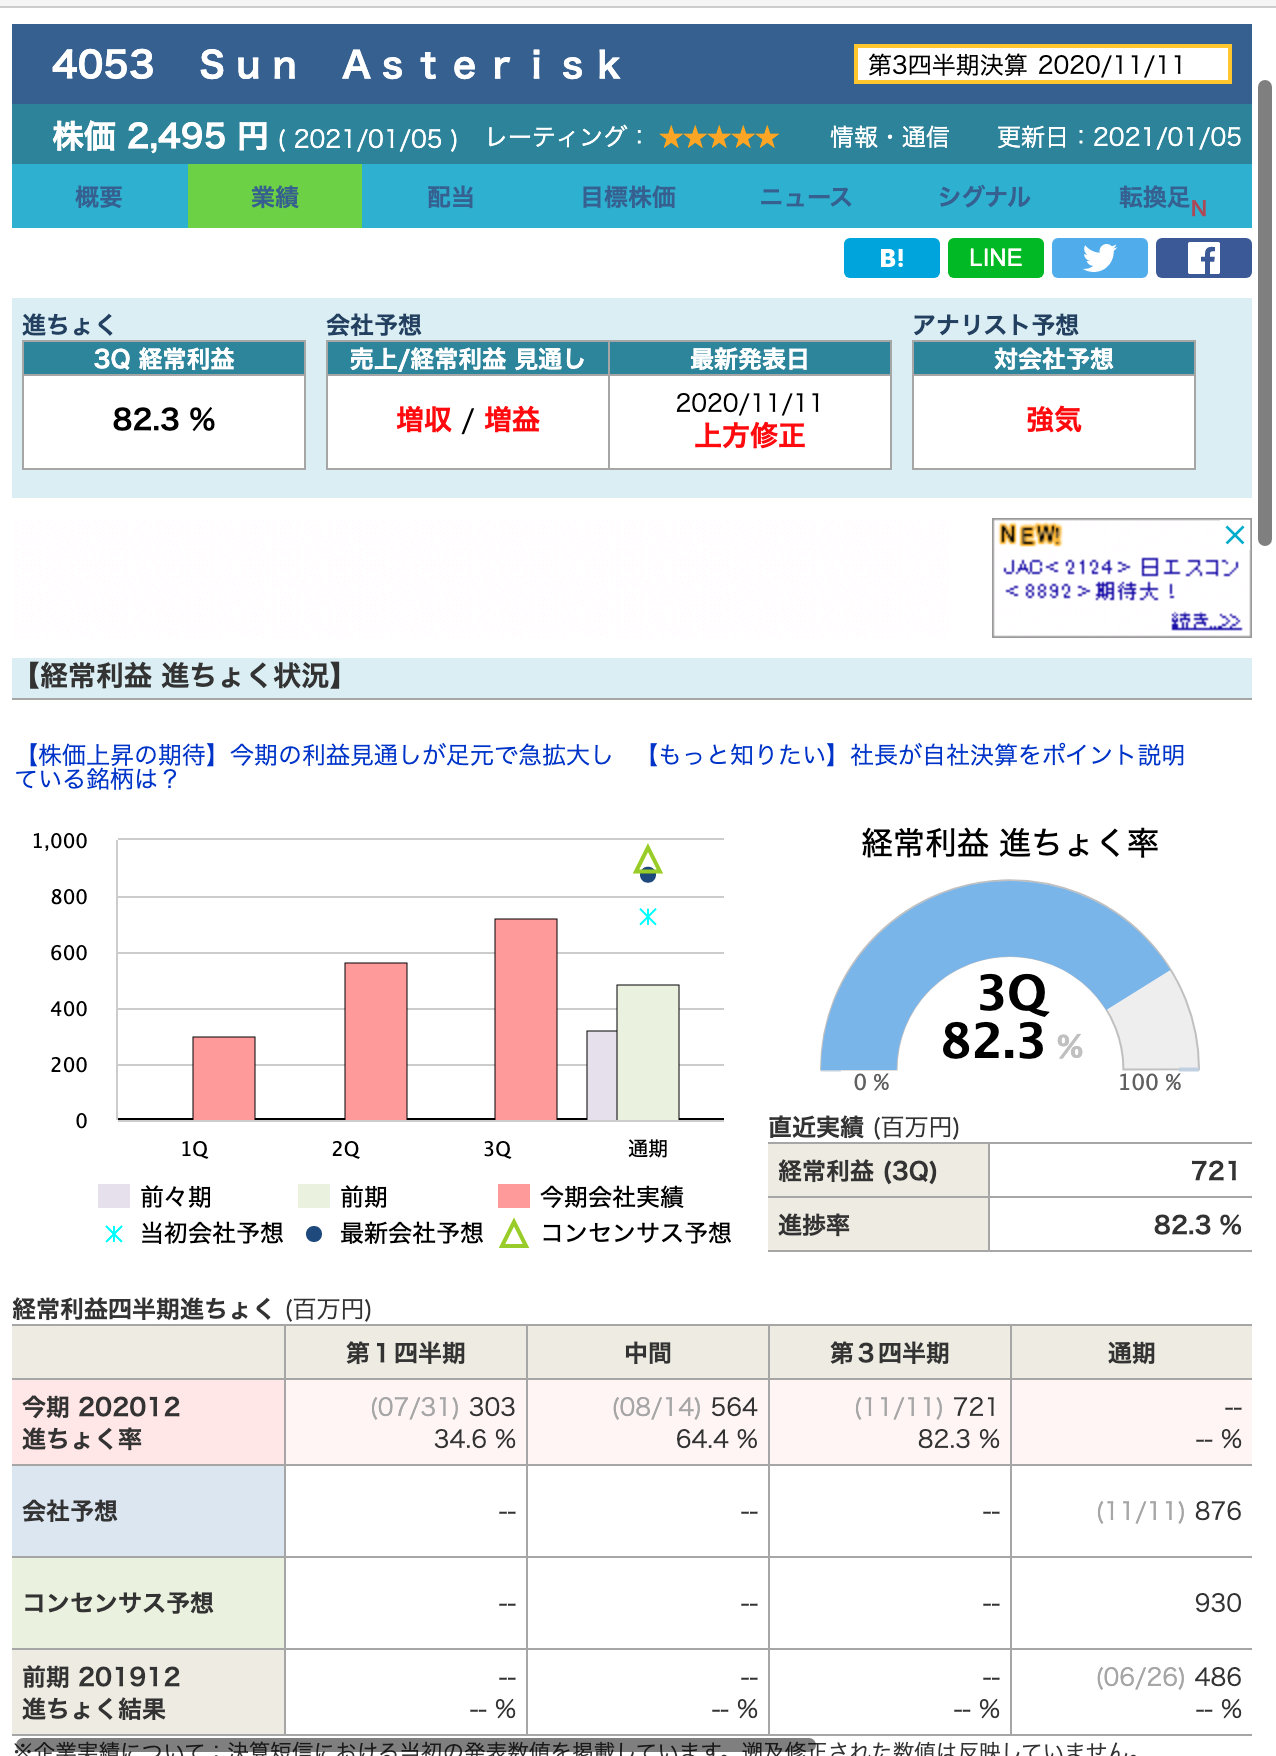 4053 Sun Asterisk
第3四半期決算 2020/11/11
株価 2,495 円 ( 2021/01/05 ) レーティング： ★★★★★ 情報・通信 更新日：2021/01/05
概要 業績 配当 目標株価 ニュース シグナル 転換足N
B! LINE
進ちょく 会社予想 アナリスト予想
3Q 経常利益 売上/経常利益 見通し 最新発表日 対会社予想
82.3 % 増収 / 増益 2020/11/11 強気
上方修正
NEW!
JAC<2124> 日エスコン
<8892>期待大！
続き..>>
【経常利益 進ちょく状況】
【株価上昇の期待】今期の利益見通しが足元で急拡大し
ている銘柄は？
【もっと知りたい】社長が自社決算をポイント説明
1,000
800
600
400
200
0
1Q 2Q 3Q 通期
前々期 前期 今期会社実績
当初会社予想 最新会社予想 コンセンサス予想
経常利益 進ちょく率
3Q
82.3 %
0 % 100 %
直近実績 (百万円)
経常利益 (3Q) 721
進捗率 82.3 %
経常利益四半期進ちょく (百万円)
第１四半期 中間 第３四半期 通期
今期 202012 (07/31) 303 (08/14) 564 (11/11) 721 --
進ちょく率 34.6 % 64.4 % 82.3 % -- %
会社予想 -- -- -- (11/11) 876
コンセンサス予想 -- -- -- 930
前期 201912 -- -- -- (06/26) 486
進ちょく結果 -- % -- % -- % -- %
※企業実績について：決算短信における当初の発表数値を掲載しています。遡及修正された数値は反映していません。